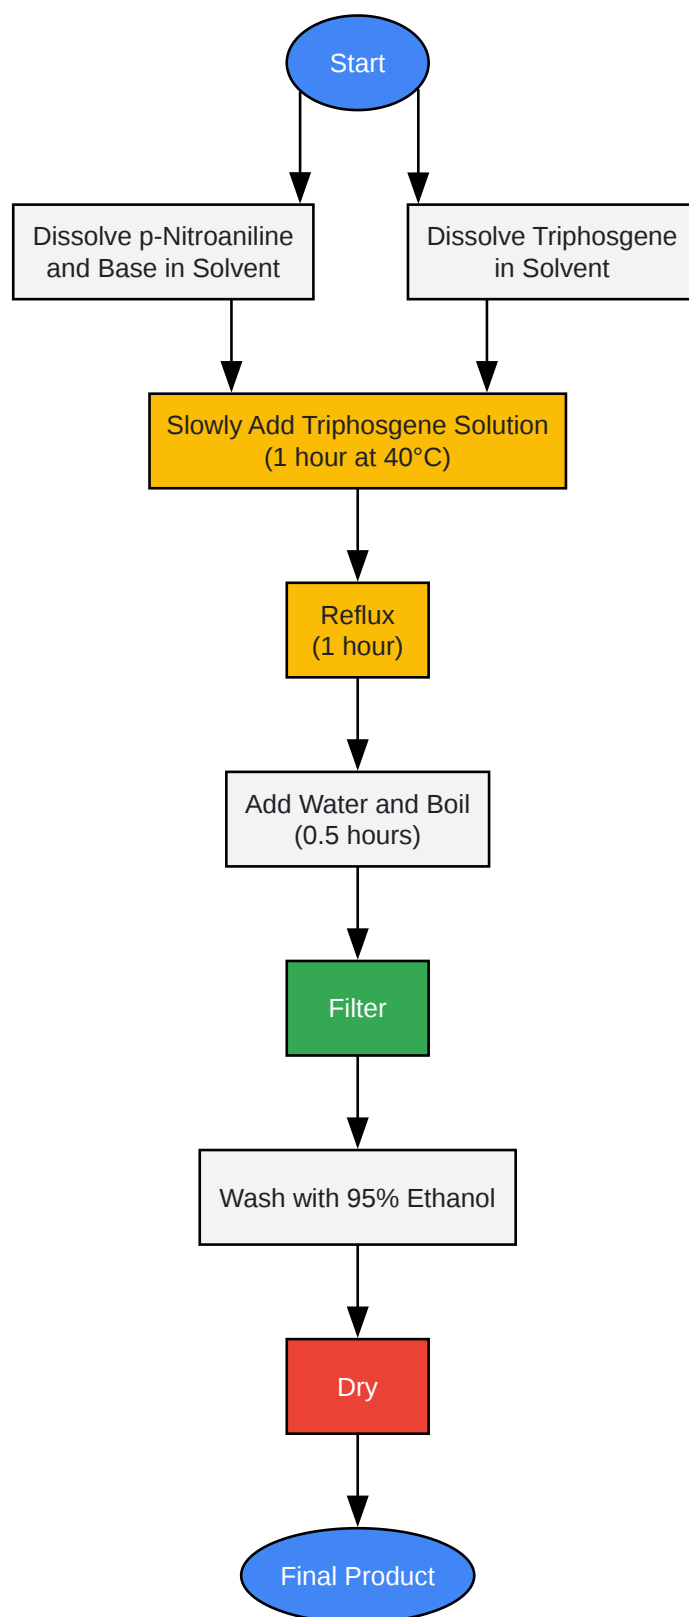 Start
Dissolve p-Nitroaniline
and Base in Solvent
Dissolve Triphosgene
in Solvent
Slowly Add Triphosgene Solution
(1 hour at 40°C)
Reflux
(1 hour)
Add Water and Boil
(0.5 hours)
Filter
Wash with 95% Ethanol
Dry
Final Product